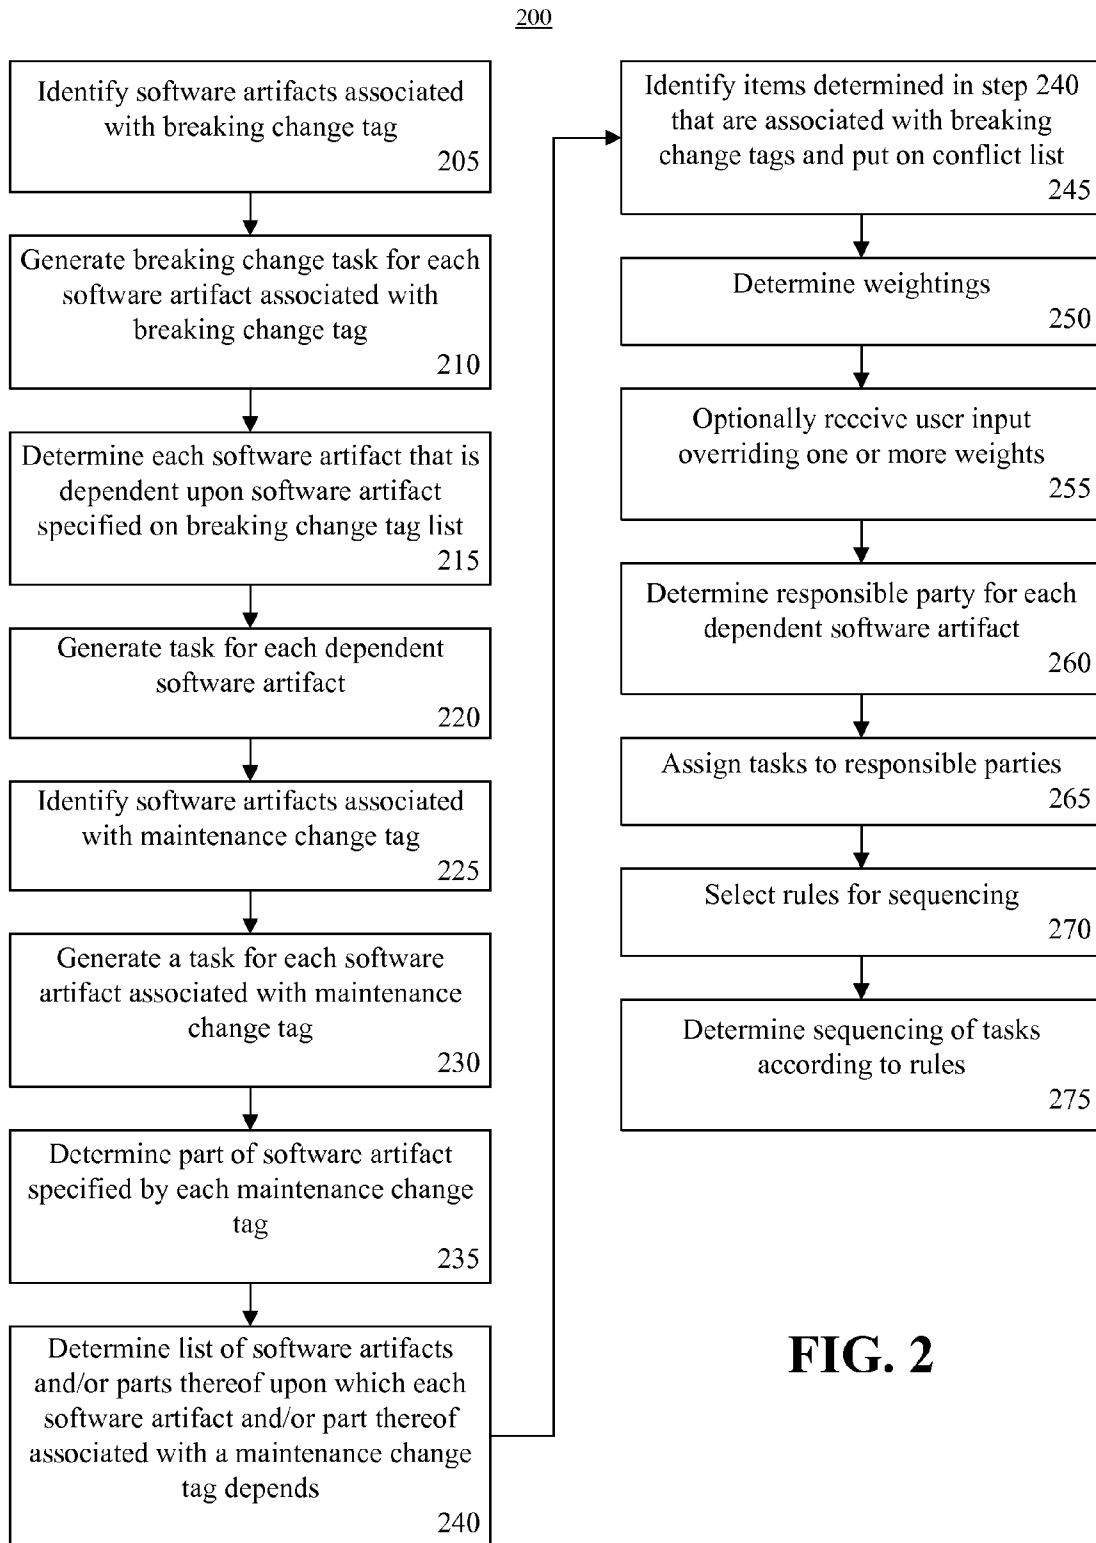 200
Identify software artifacts associated
with breaking change tag
205
Generate breaking change task for each
software artifact associated with
breaking change tag
210
Determine each software artifact that is
dependent upon software artifact
specified on breaking change tag list
215
Generate task for each dependent
software artifact
220
Identify software artifacts associated
with maintenance change tag
225
Generate a task for each software
artifact associated with maintenance
change tag
230
Determine part of software artifact
specified by each maintenance change
tag
235
Determine list of software artifacts
and/or parts thereof upon which each
software artifact and/or part thereof
associated with a maintenance change
tag depends
240
Identify items determined in step 240
that are associated with breaking
change tags and put on conflict list
245
Determine weightings
250
Optionally receive user input
overriding one or more weights
255
Determine responsible party for each
dependent software artifact
260
Assign tasks to responsible parties
265
Select rules for sequencing
270
Determine sequencing of tasks
according to rules
275
FIG. 2